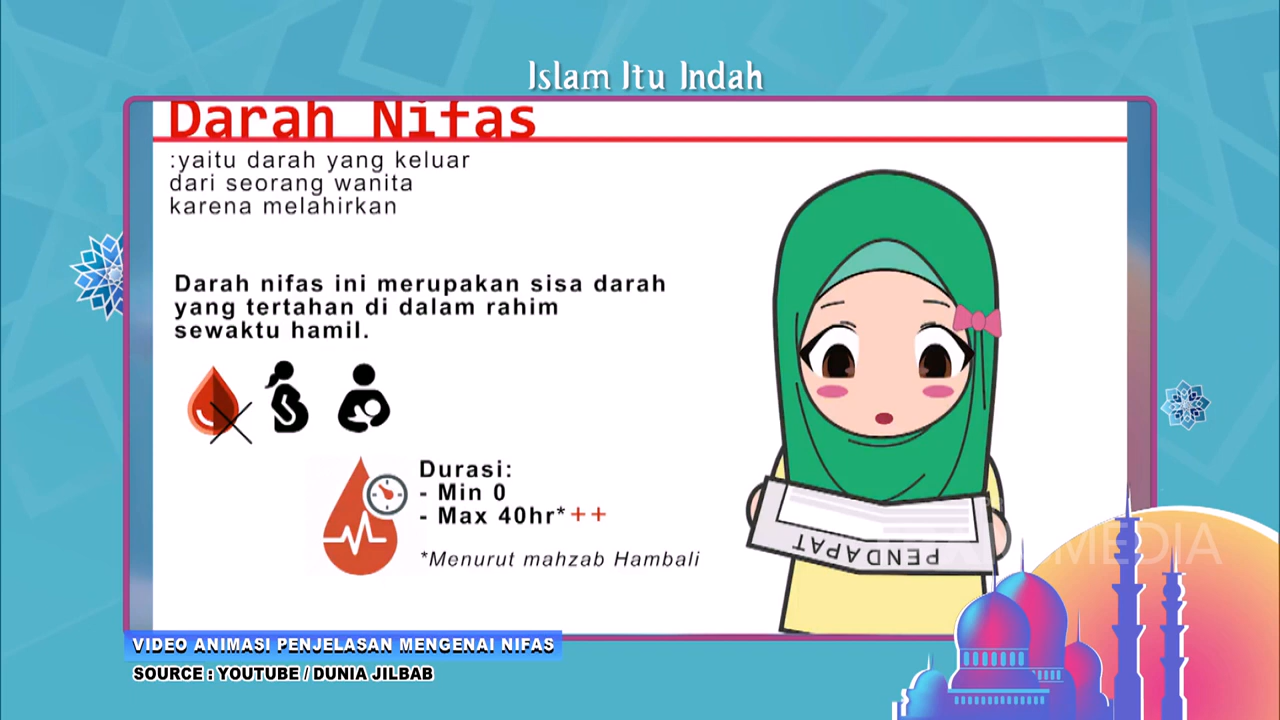 Islam Itu Indah
Darah Nifas
:yaitu darah yang keluar
dari seorang wanita
karena melahirkan
Darah nifas ini merupakan sisa darah
yang tertahan di dalam rahim
sewaktu hamil.
Durasi:
- Min 0
- Max 40hr*++
*Menurut mahzab Hambali
PENDAPAT
MEDIA
VIDEO ANIMASI PENJELASAN MENGENAI NIFAS
SOURCE : YOUTUBE / DUNIA JILBAB